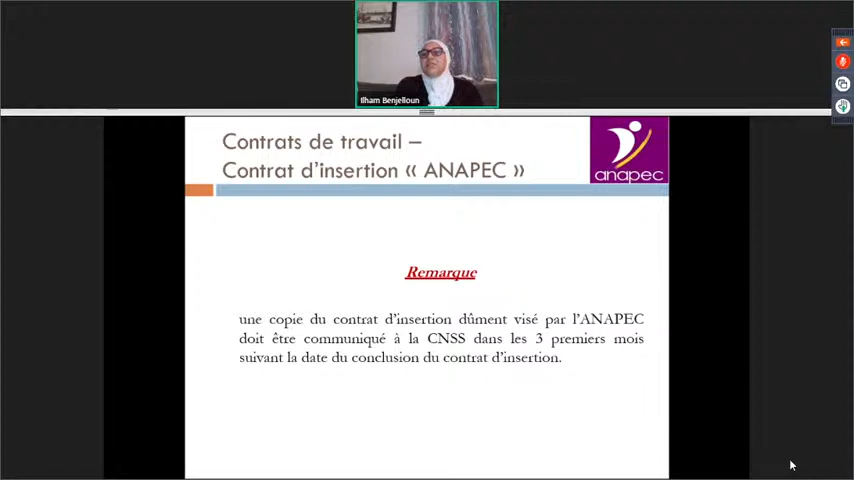 Ilham Benjelloun
Contrats de travail –
Contrat d'insertion « ANAPEC »
anapec
Remarque
une copie du contrat d'insertion dûment visé par l'ANAPEC
doit être communiqué à la CNSS dans les 3 premiers mois
suivant la date du conclusion du contrat d'insertion.